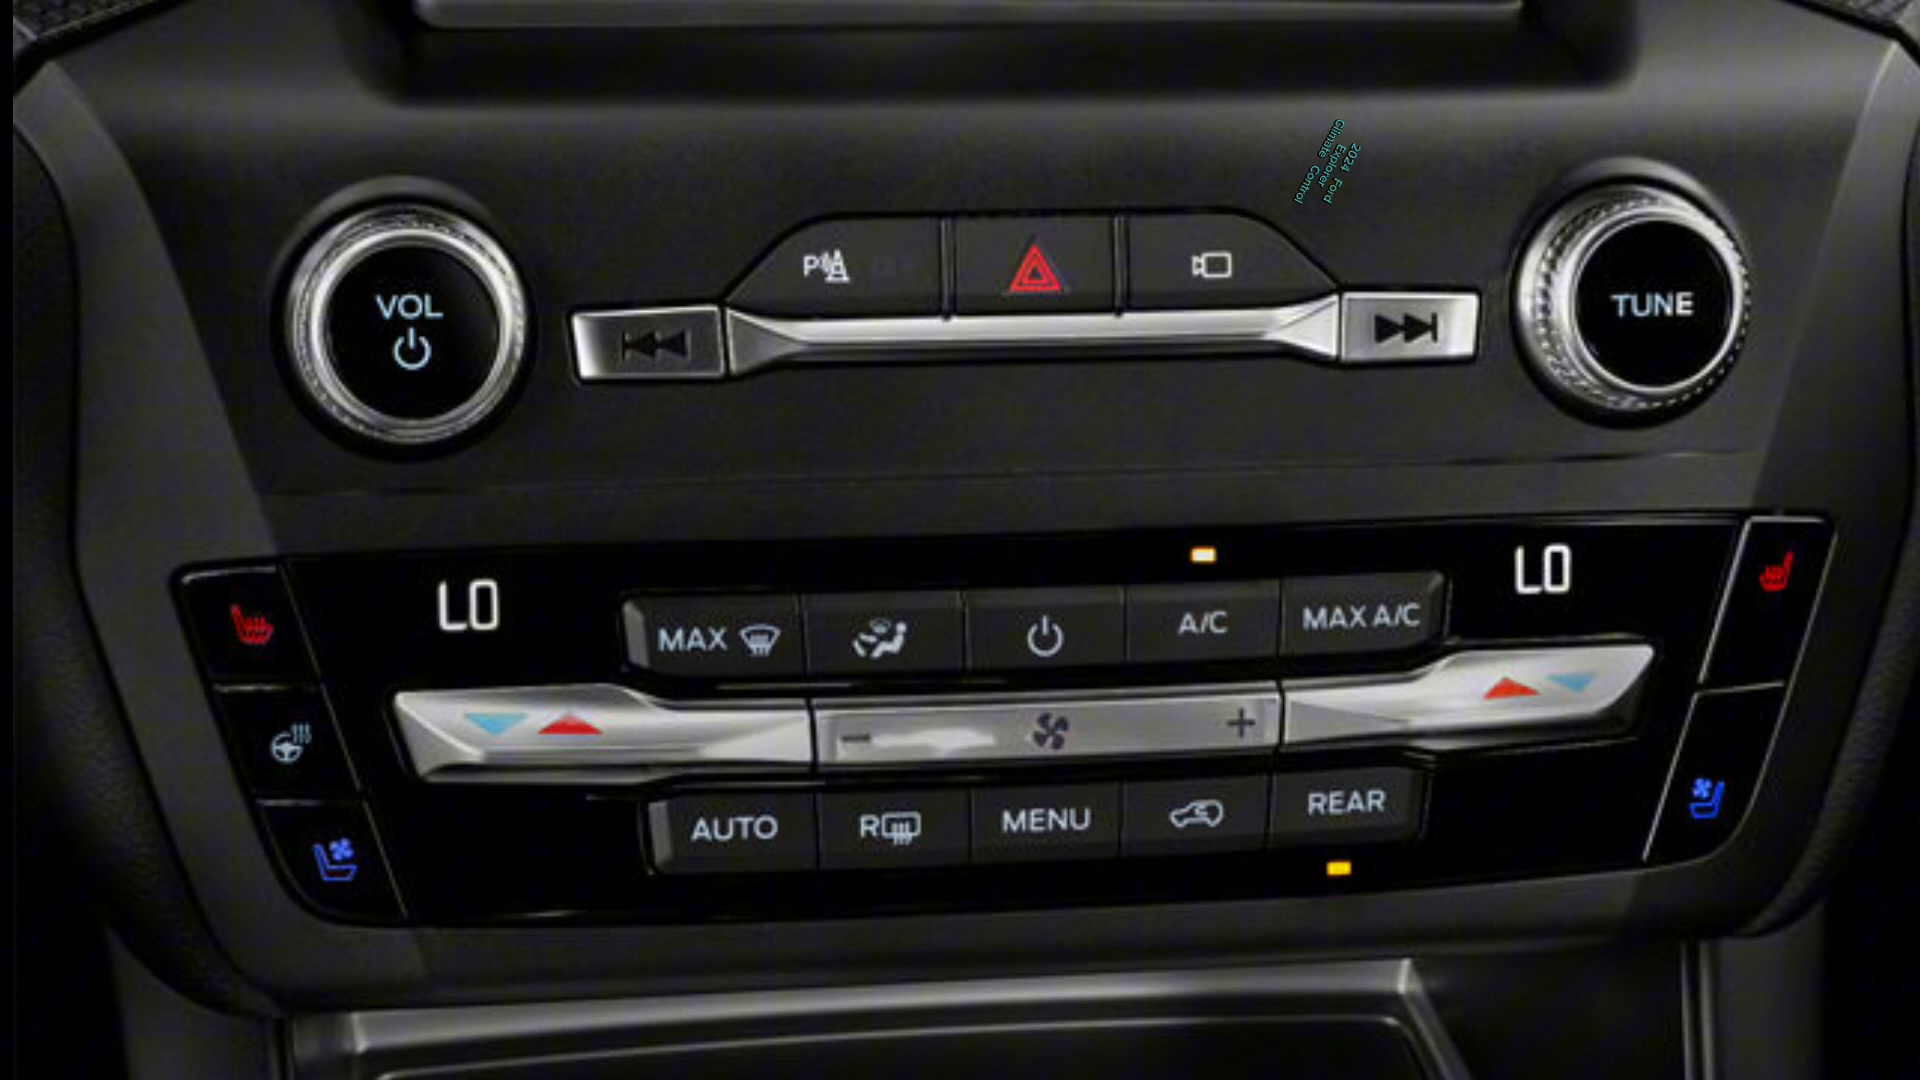 2024 Ford
Explorer
Climate Control
VOL
P
TUNE
LO
LO
MAX
A/C
MAX A/C
AUTO
R
MENU
REAR